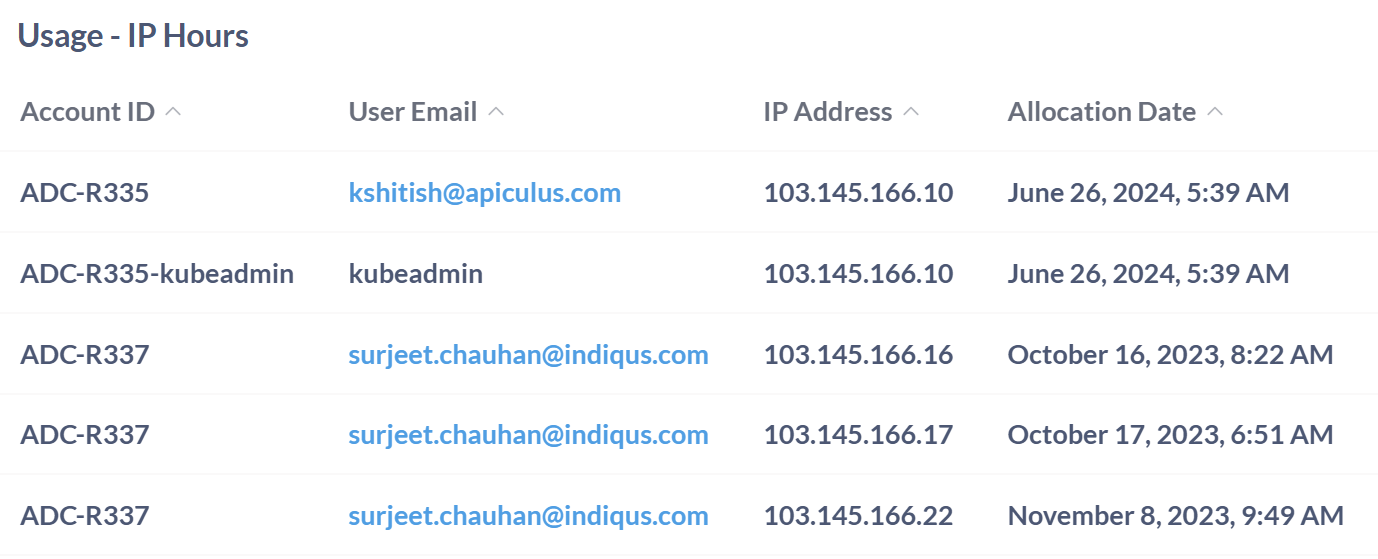 Usage - IP Hours
Account ID User Email IP Address Allocation Date
ADC-R335 kshitish@apiculus.com 103.145.166.10 June 26, 2024, 5:39 AM
ADC-R335-kubeadmin kubeadmin 103.145.166.10 June 26, 2024, 5:39 AM
ADC-R337 surjeet.chauhan@indiqus.com 103.145.166.16 October 16, 2023, 8:22 AM
ADC-R337 surjeet.chauhan@indiqus.com 103.145.166.17 October 17, 2023, 6:51 AM
ADC-R337 surjeet.chauhan@indiqus.com 103.145.166.22 November 8, 2023, 9:49 AM